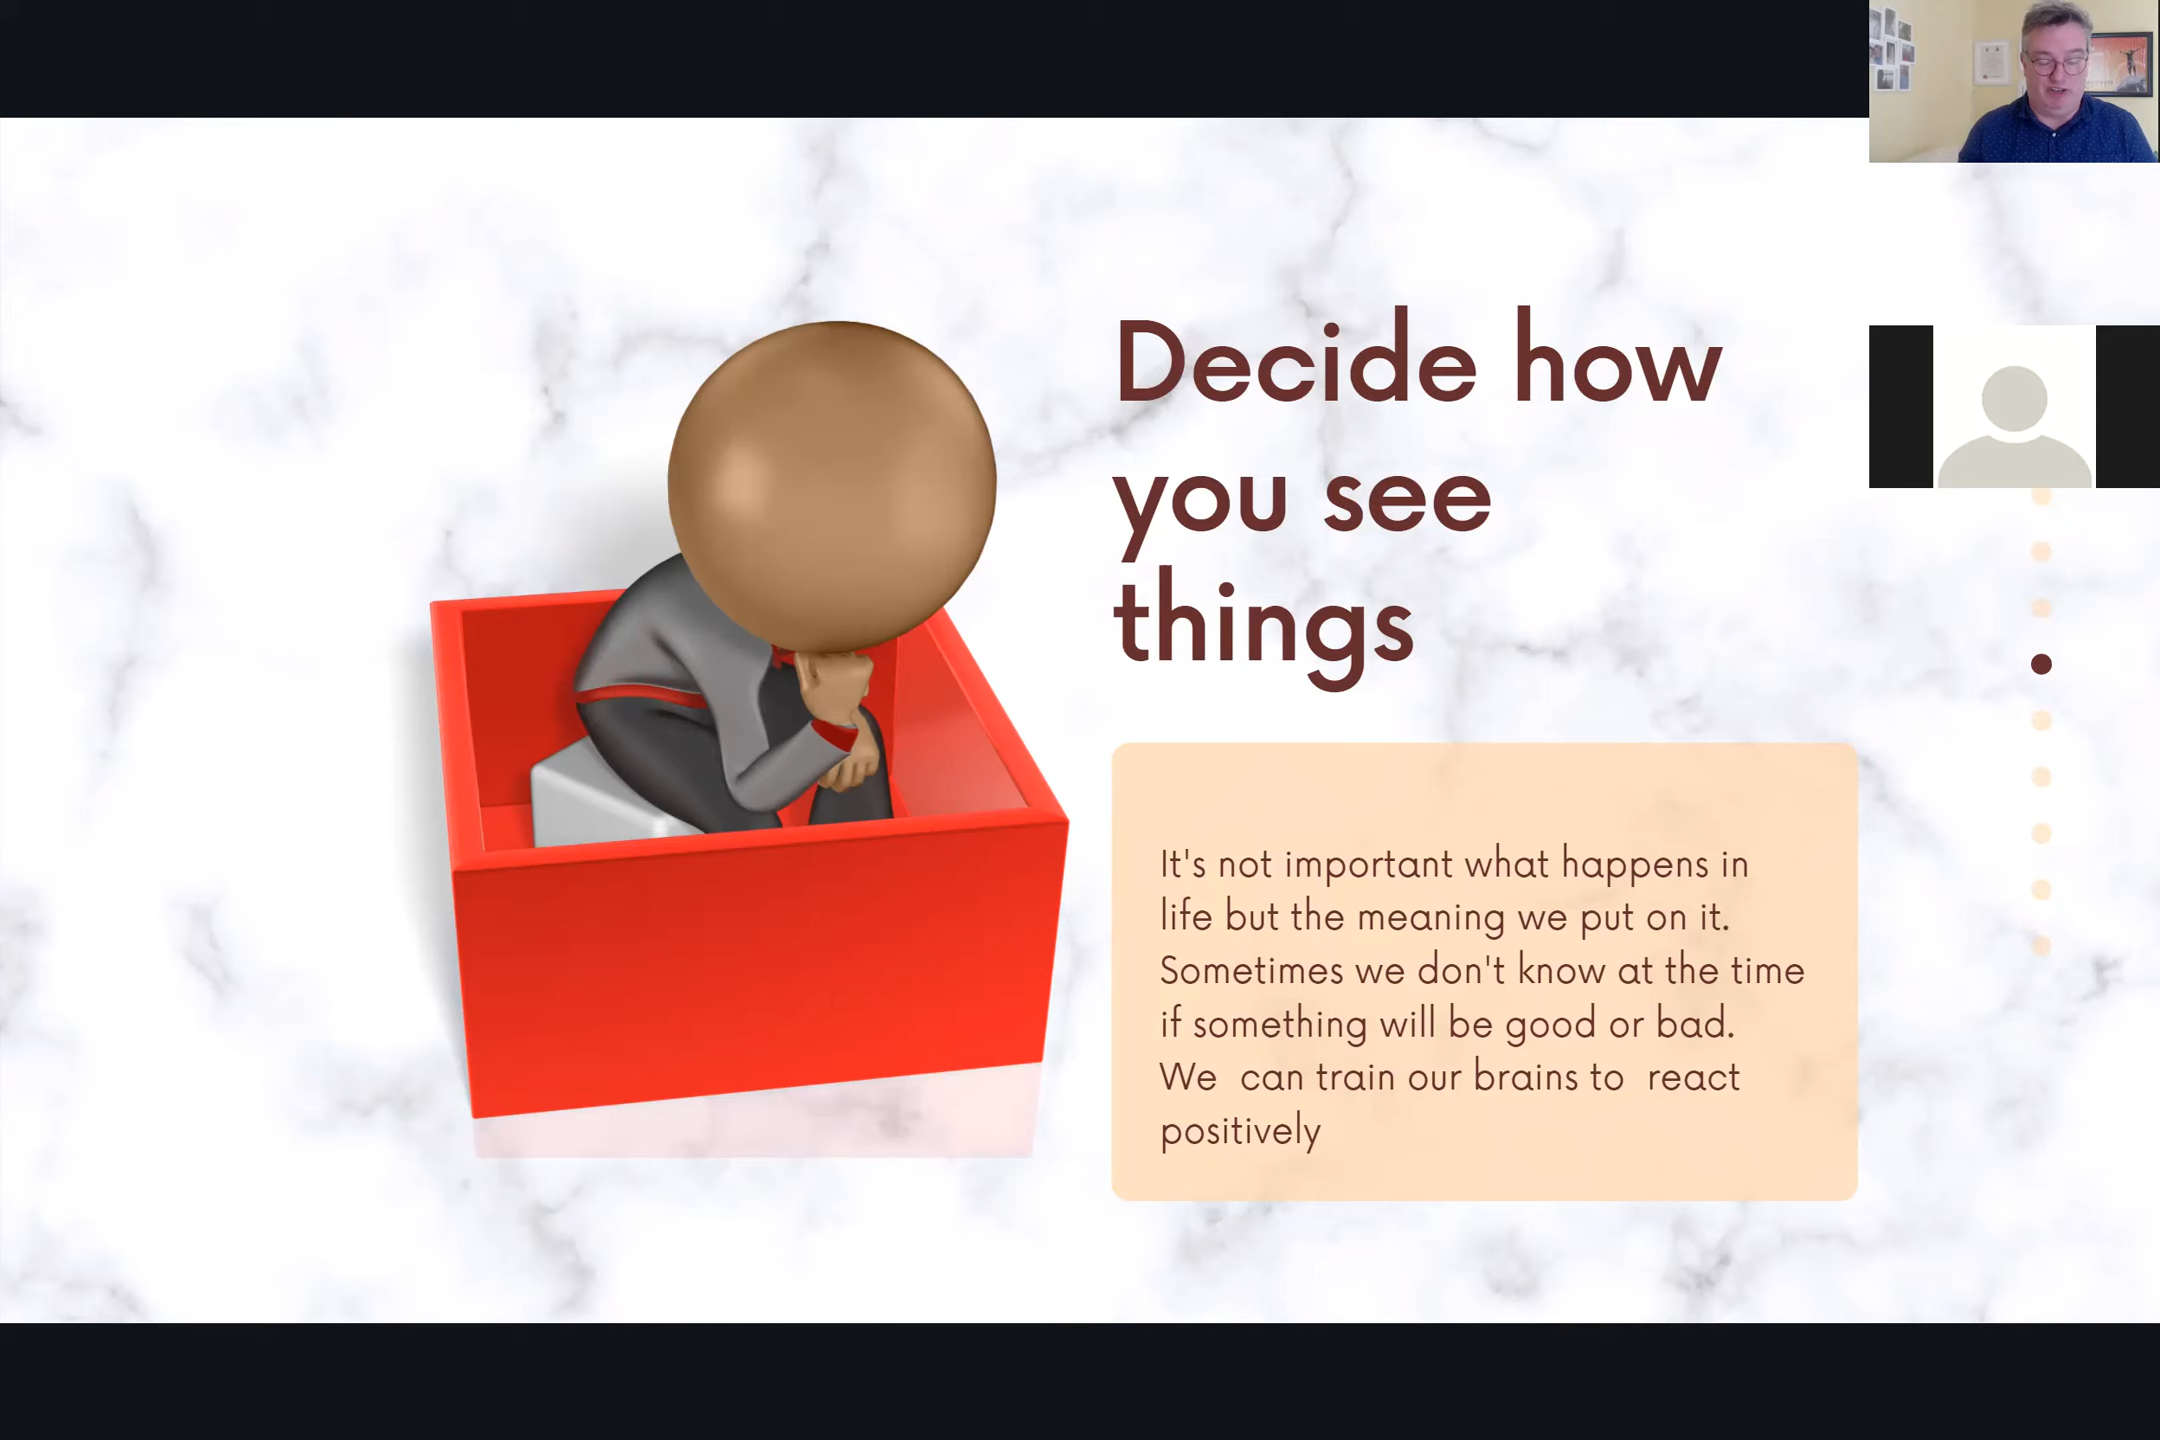 Decide how
you see
things
It's not important what happens in
life but the meaning we put on it.
Sometimes we don't know at the time
if something will be good or bad.
We  can train our brains to  react
positively